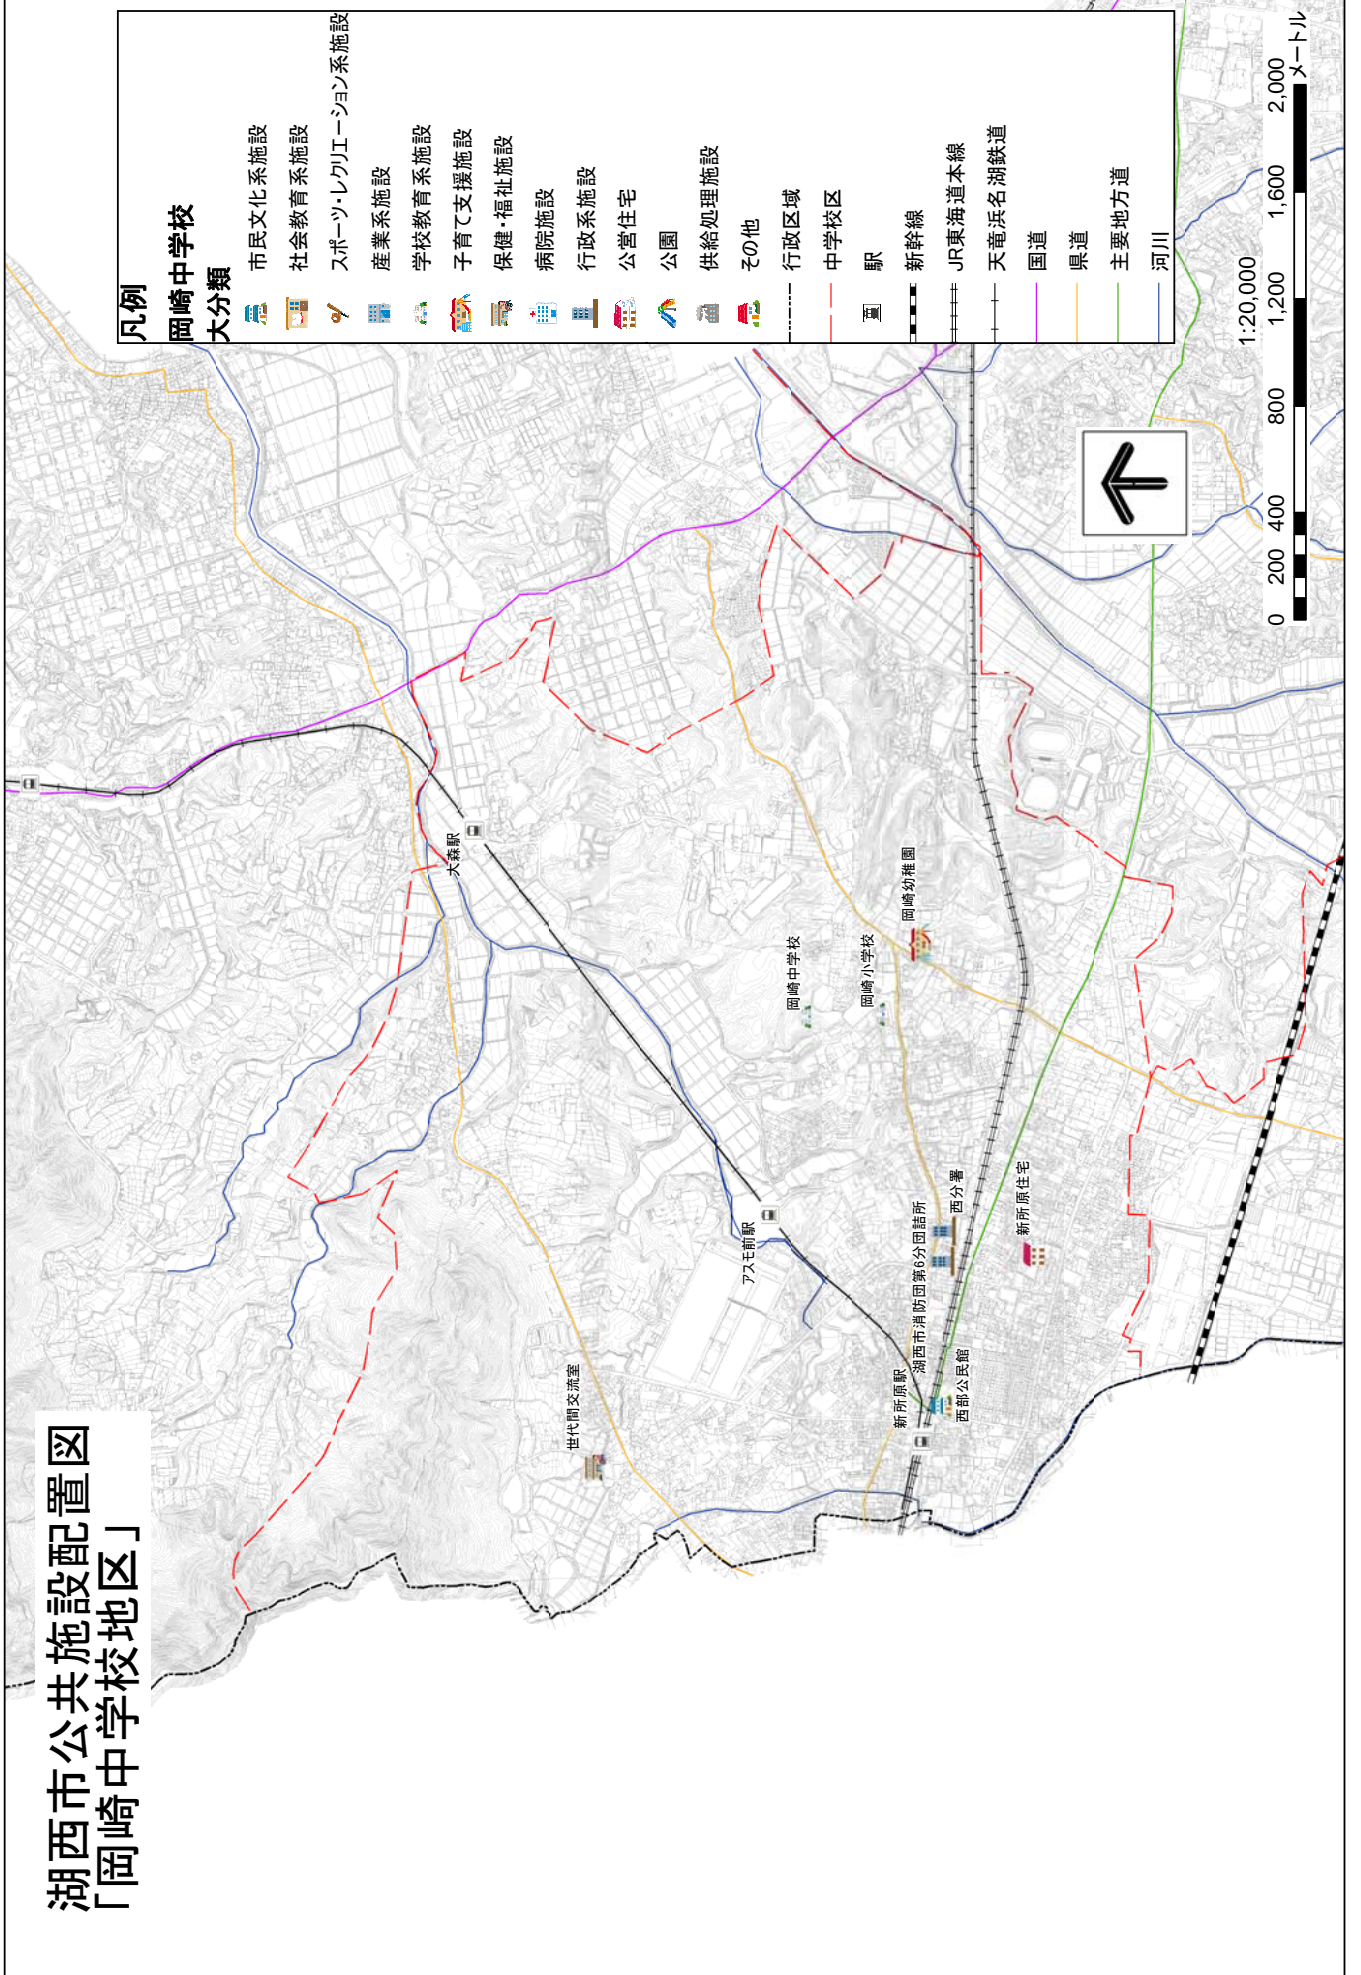 湖西市公共施設配置図
「岡崎中学校地区」
凡例
岡崎中学校
大分類
市民文化系施設
社会教育系施設
スポーツ・レクリエーション系施設
産業系施設
学校教育系施設
子育て支援施設
保健・福祉施設
病院施設
行政系施設
公営住宅
公園
供給処理施設
その他
行政区域
中学校区
駅
新幹線
JR東海道本線
天竜浜名湖鉄道
国道
県道
主要地方道
河川
大森駅
岡崎中学校
岡崎小学校
岡崎幼稚園
アスモ前駅
世代間交流室
新所原駅
湖西市消防団第6分団詰所
西分署
西部公民館
新所原住宅
1:20,000
0 200 400 800 1,200 1,600 2,000
メートル